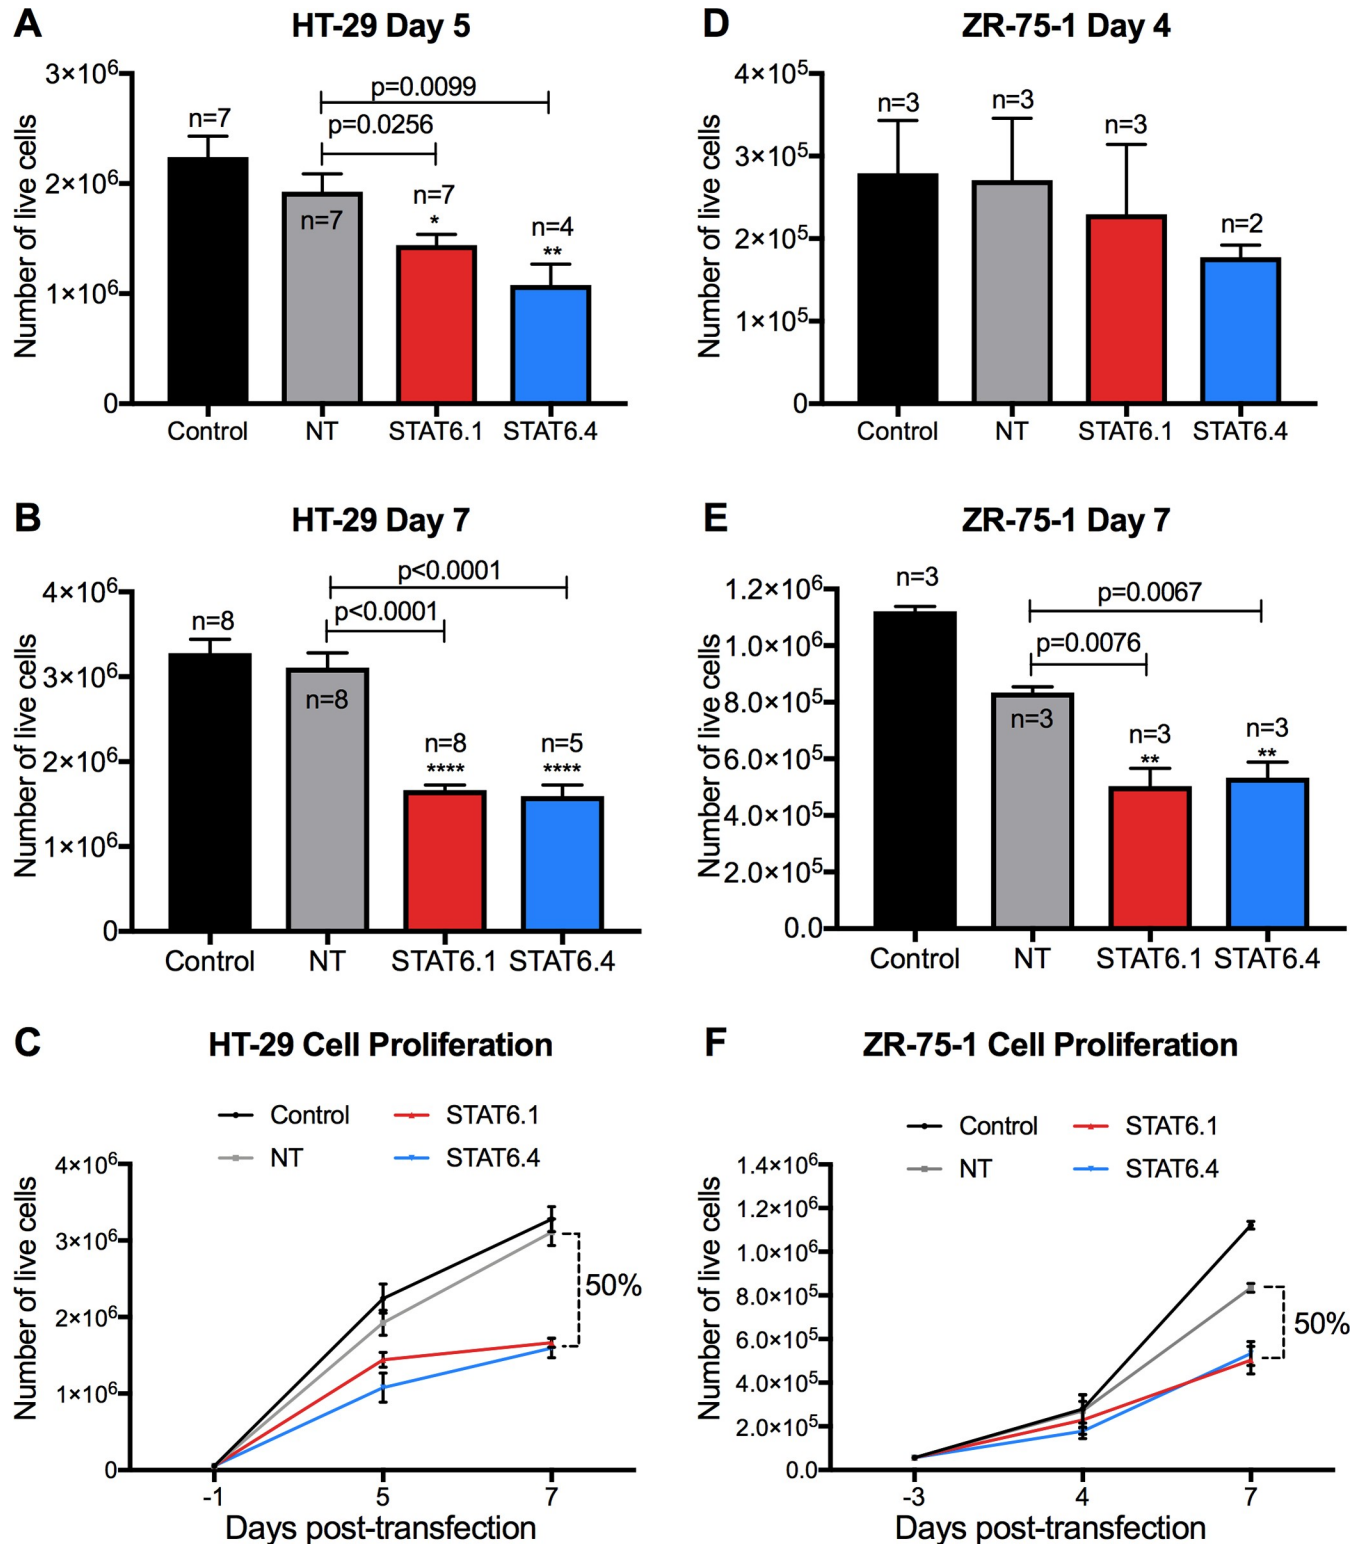 A
HT-29 Day 5
Number of live cells
3×10⁶
2×10⁶
1×10⁶
0
n=7
n=7
n=7
*
n=4
**
p=0.0099
p=0.0256
Control NT STAT6.1 STAT6.4
D
ZR-75-1 Day 4
Number of live cells
4×10⁵
3×10⁵
2×10⁵
1×10⁵
0
n=3
n=3
n=3
n=2
Control NT STAT6.1 STAT6.4
B
HT-29 Day 7
Number of live cells
4×10⁶
3×10⁶
2×10⁶
1×10⁶
0
p<0.0001
p<0.0001
n=8
n=8
n=8
****
n=5
****
Control NT STAT6.1 STAT6.4
E
ZR-75-1 Day 7
Number of live cells
1.2×10⁶
1.0×10⁶
8.0×10⁵
6.0×10⁵
4.0×10⁵
2.0×10⁵
0.0
p=0.0067
p=0.0076
n=3
n=3
n=3
**
n=3
**
Control NT STAT6.1 STAT6.4
C
HT-29 Cell Proliferation
Control STAT6.1
NT STAT6.4
Number of live cells
4×10⁶
3×10⁶
2×10⁶
1×10⁶
0
50%
-1 5 7
Days post-transfection
F
ZR-75-1 Cell Proliferation
Control STAT6.1
NT STAT6.4
Number of live cells
1.4×10⁶
1.2×10⁶
1.0×10⁶
8.0×10⁵
6.0×10⁵
4.0×10⁵
2.0×10⁵
0.0
50%
-3 4 7
Days post-transfection